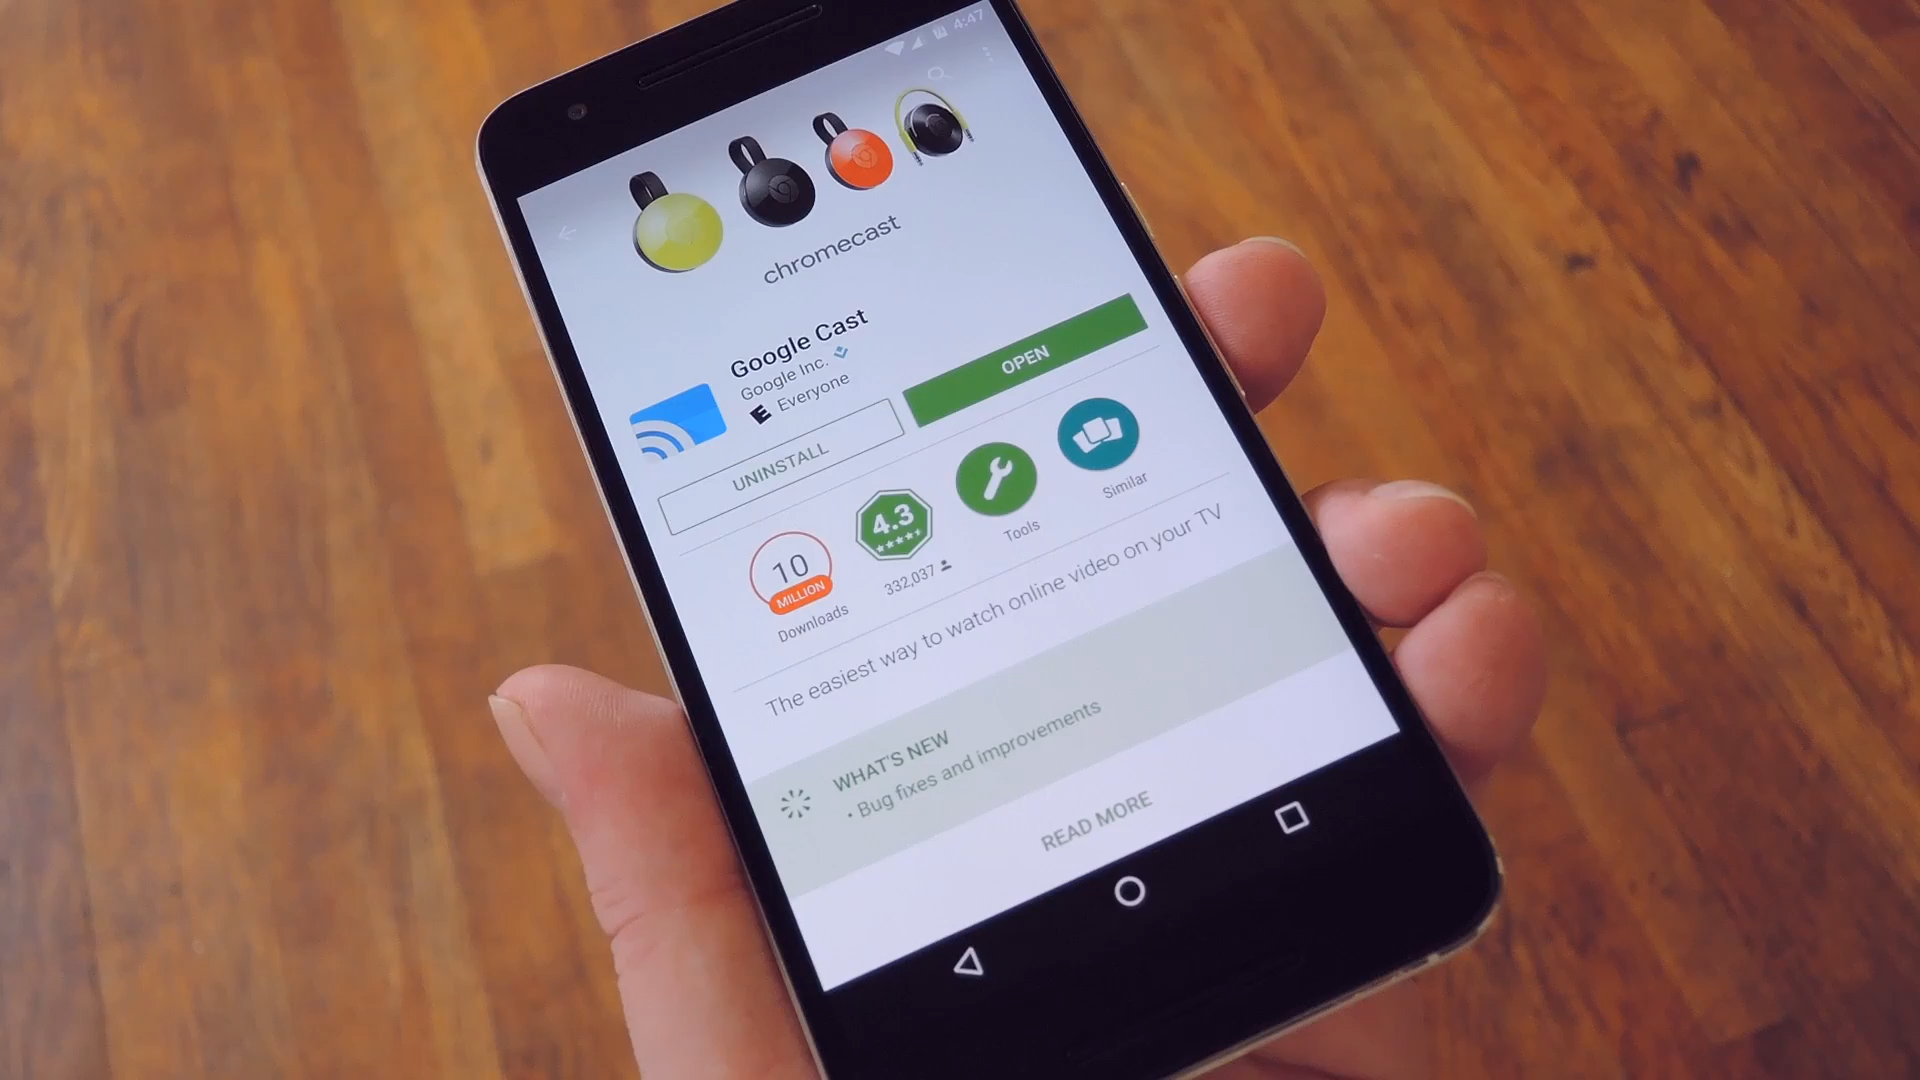 4:47
chromecast
Google Cast
Google Inc.
E Everyone
UNINSTALL
OPEN
10
MILLION
Downloads
4.3
332,037
Tools
Similar
The easiest way to watch online video on your TV
WHAT'S NEW
• Bug fixes and improvements
READ MORE